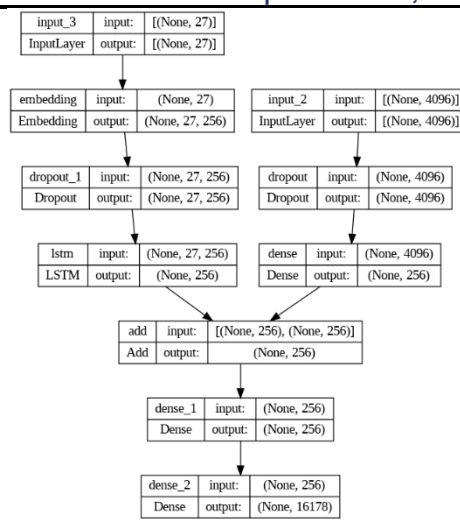 input_3 input: [(None, 27)]
InputLayer output: [(None, 27)]
embedding input: (None, 27)
Embedding output: (None, 27, 256)
input_2 input: [(None, 4096)]
InputLayer output: [(None, 4096)]
dropout_1 input: (None, 27, 256)
Dropout output: (None, 27, 256)
dropout input: (None, 4096)
Dropout output: (None, 4096)
lstm input: (None, 27, 256)
LSTM output: (None, 256)
dense input: (None, 4096)
Dense output: (None, 256)
add input: [(None, 256), (None, 256)]
Add output: (None, 256)
dense_1 input: (None, 256)
Dense output: (None, 256)
dense_2 input: (None, 256)
Dense output: (None, 16178)